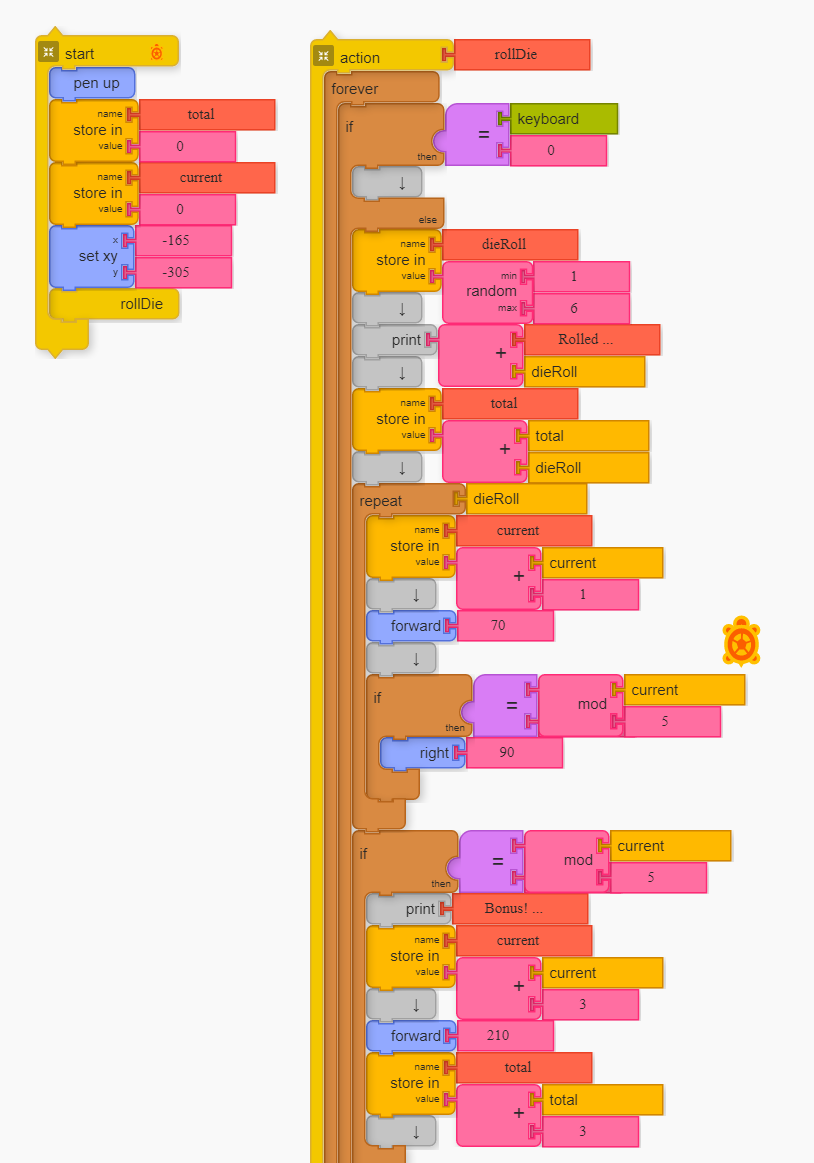 start
pen up
name total
store in
value 0
name current
store in
value 0
x -165
set xy
y -305
rollDie
action rollDie
forever
if
= keyboard
0
then
↓
else
name dieRoll
store in
value
random
min 1
max 6
↓
print + Rolled ...
dieRoll
↓
name total
store in
value + total
dieRoll
↓
repeat dieRoll
name current
store in
value + current
1
↓
forward 70
↓
if
= mod current
5
then
right 90
if
= mod current
5
then
print Bonus! ...
name current
store in
value + current
3
↓
forward 210
name total
store in
value + total
3
↓